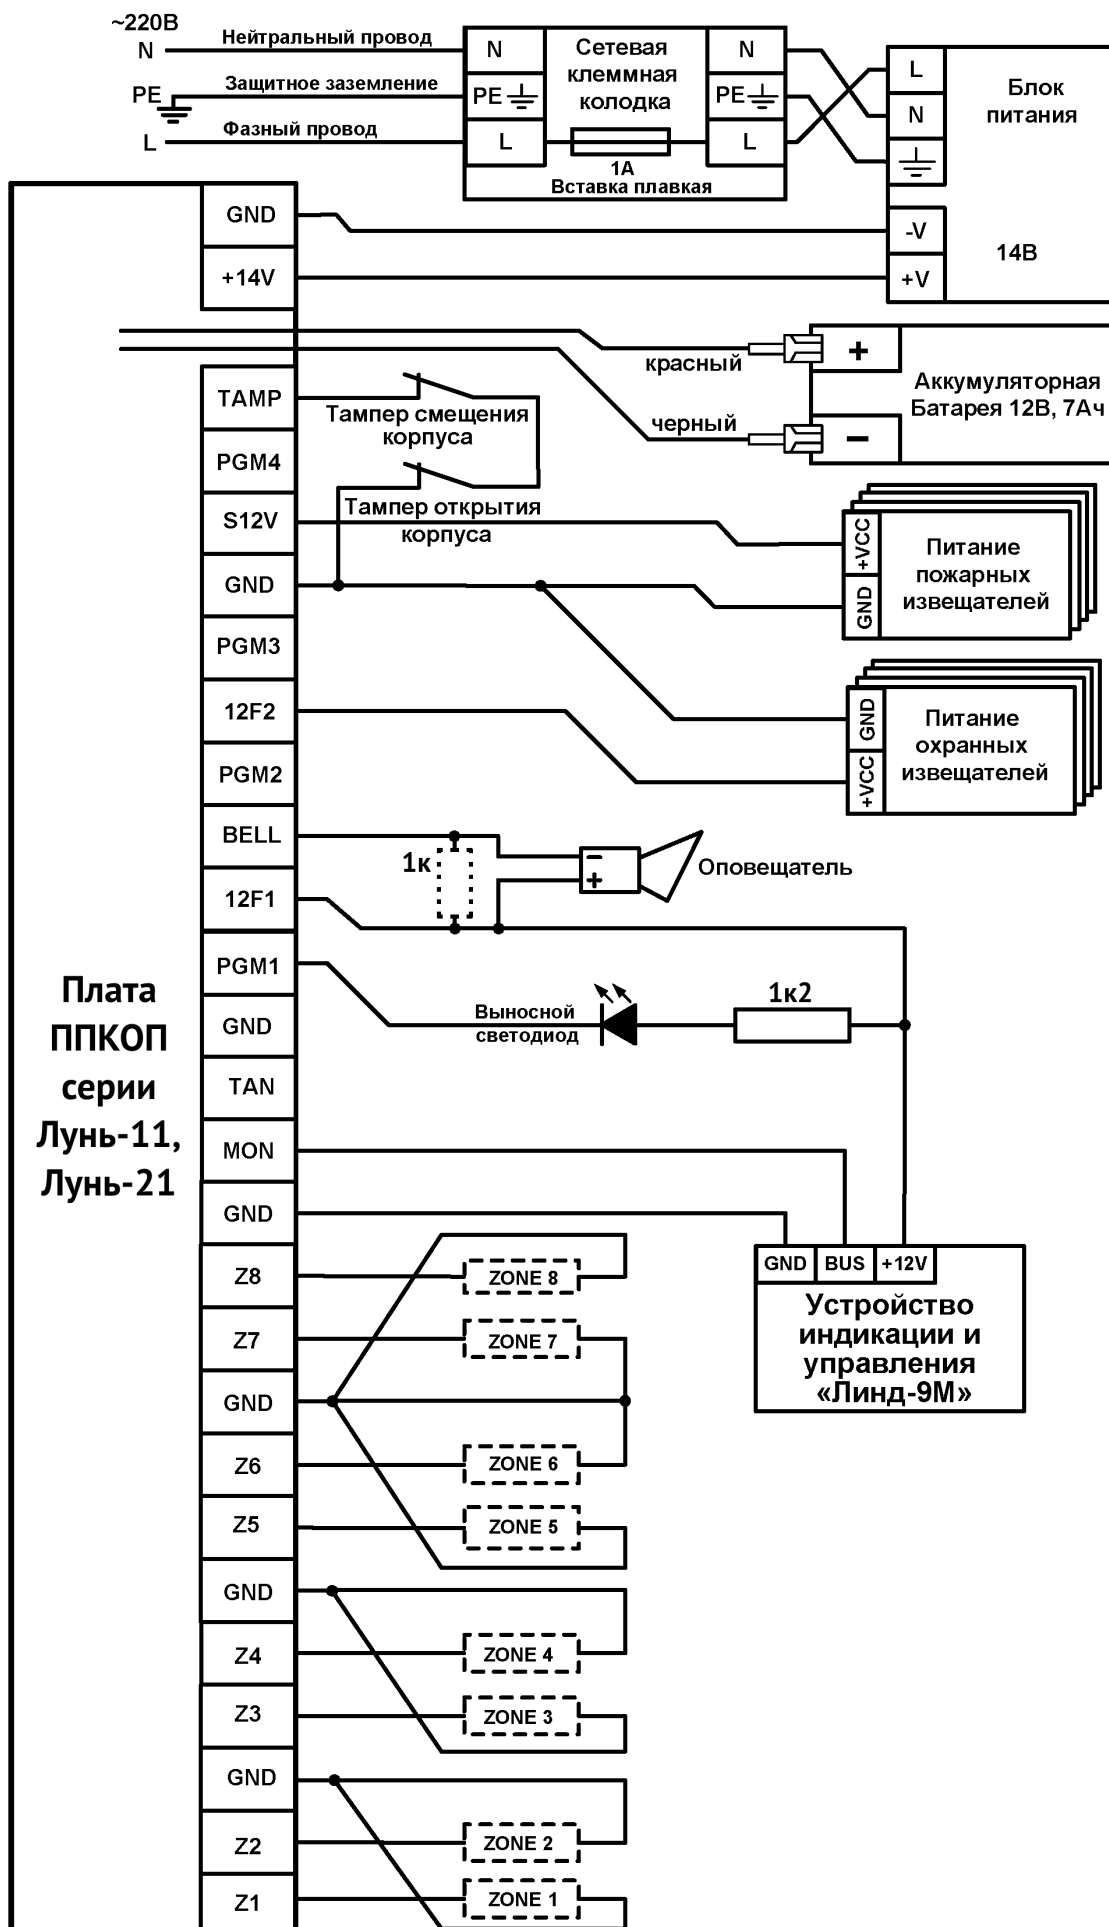 ~220В
N
Нейтральный провод
PE
Защитное заземление
L
Фазный провод
N
PE
L
Сетевая
клеммная
колодка
1А
Вставка плавкая
N
PE
L
L
N
Блок
питания
-V
+V
14В
GND
+14V
TAMP
PGM4
S12V
GND
PGM3
12F2
PGM2
BELL
12F1
PGM1
GND
TAN
MON
GND
Z8
Z7
GND
Z6
Z5
GND
Z4
Z3
GND
Z2
Z1
Плата
ППКОП
серии
Лунь-11,
Лунь-21
красный
+
черный
–
Аккумуляторная
Батарея 12В, 7Ач
Тампер смещения
корпуса
Тампер открытия
корпуса
+VCC
GND
Питание
пожарных
извещателей
GND
+VCC
Питание
охранных
извещателей
1к
–
+
Оповещатель
Выносной
светодиод
1к2
GND
BUS
+12V
Устройство
индикации и
управления
«Линд-9М»
ZONE 8
ZONE 7
ZONE 6
ZONE 5
ZONE 4
ZONE 3
ZONE 2
ZONE 1